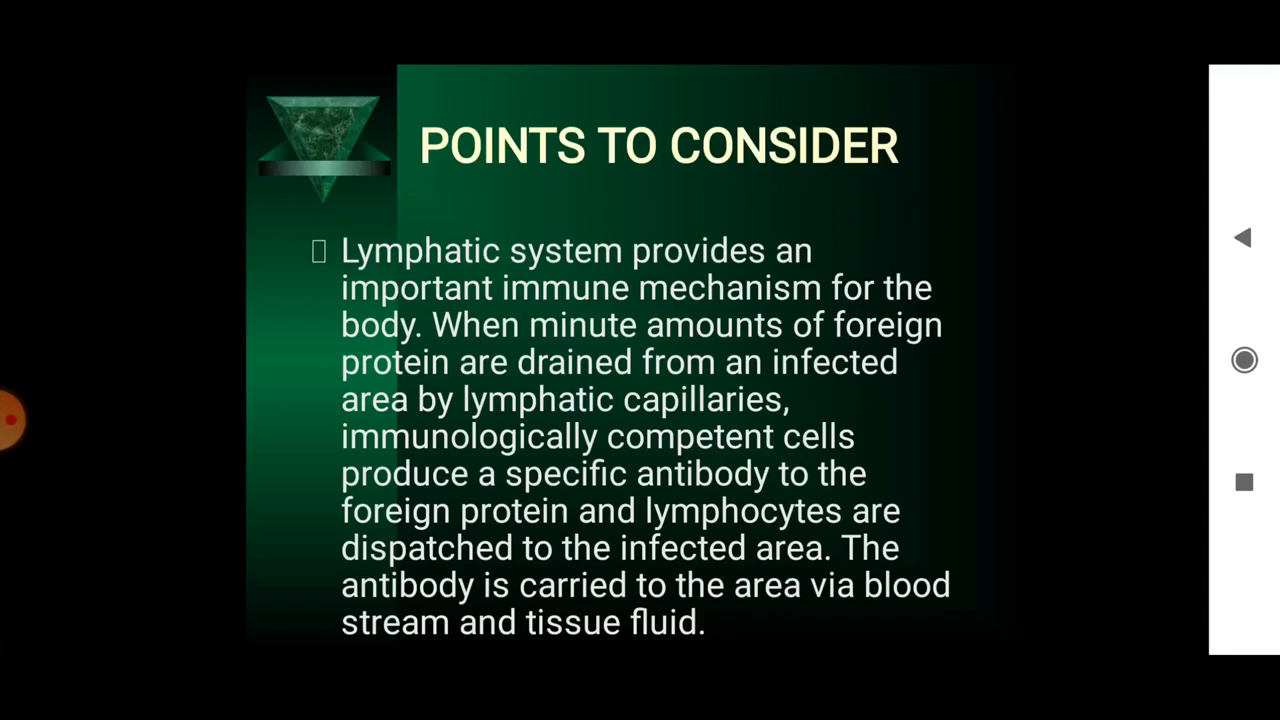 POINTS TO CONSIDER
Lymphatic system provides an
important immune mechanism for the
body. When minute amounts of foreign
protein are drained from an infected
area by lymphatic capillaries,
immunologically competent cells
produce a specific antibody to the
foreign protein and lymphocytes are
dispatched to the infected area. The
antibody is carried to the area via blood
stream and tissue fluid.